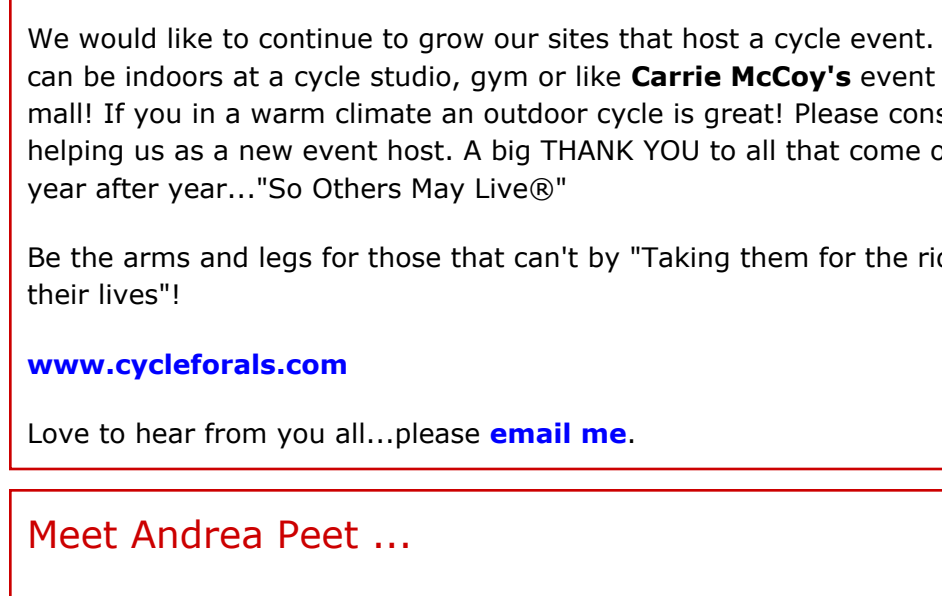 We would like to continue to grow our sites that host a cycle event.
can be indoors at a cycle studio, gym or like Carrie McCoy's event
mall! If you in a warm climate an outdoor cycle is great! Please
helping us as a new event host. A big THANK YOU to all that come
year after year..."So Others May Live®"
Be the arms and legs for those that can't by "Taking them for the
their lives"!
www.cycleforals.com
Love to hear from you all...please email me.
Meet Andrea Peet ...